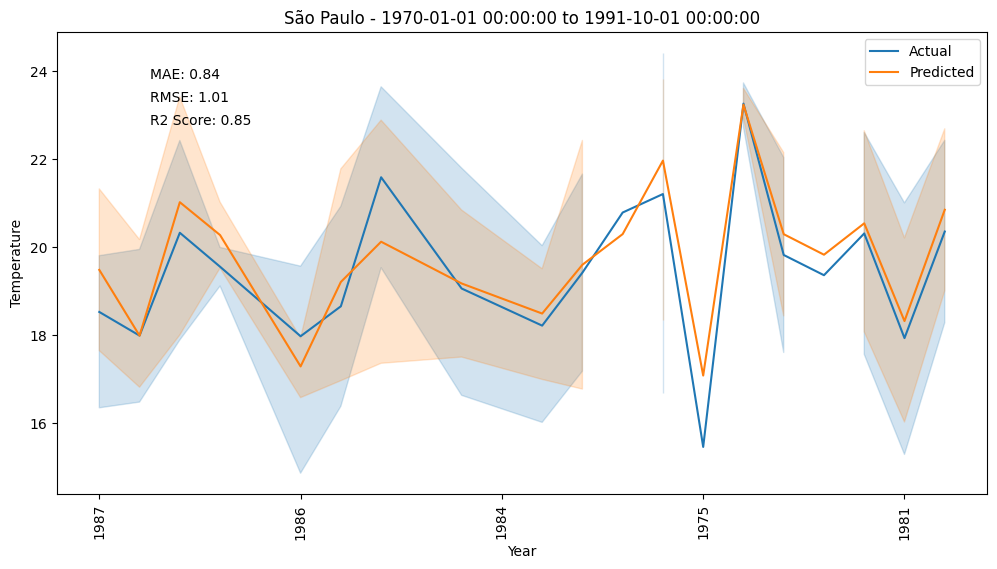 São Paulo - 1970-01-01 00:00:00 to 1991-10-01 00:00:00
Actual
Predicted
MAE: 0.84
RMSE: 1.01
R2 Score: 0.85
Temperature
24
22
20
18
16
1987
1986
1984
1975
1981
Year